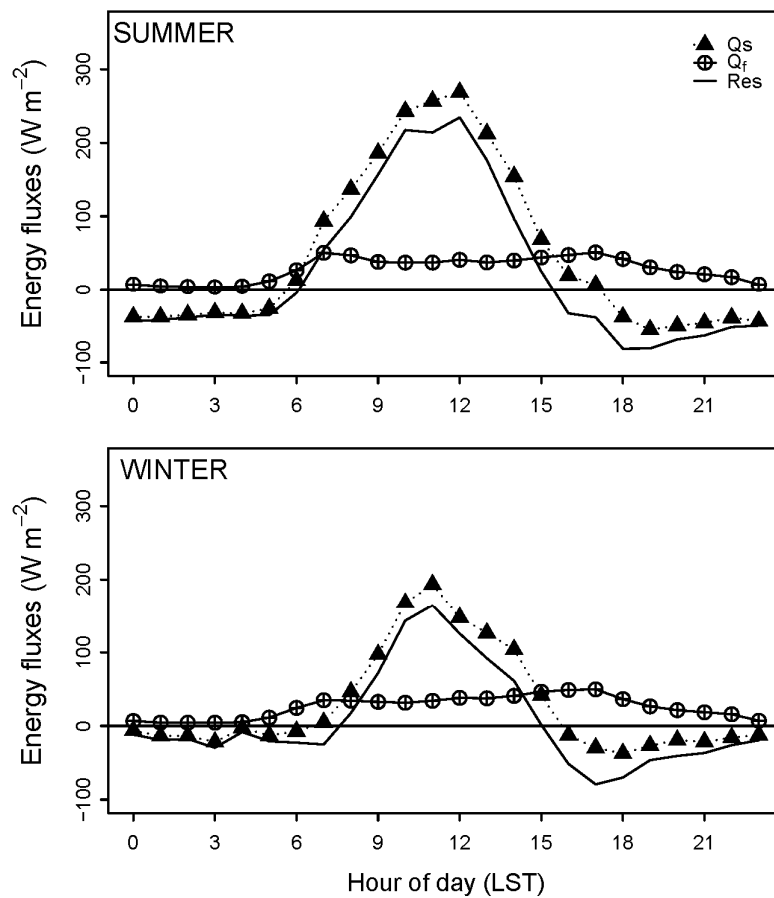 SUMMER
Qs
Qf
Res
Energy fluxes (W m−2)
300
200
100
0
−100
0 3 6 9 12 15 18 21
WINTER
Energy fluxes (W m−2)
300
200
100
0
−100
0 3 6 9 12 15 18 21
Hour of day (LST)